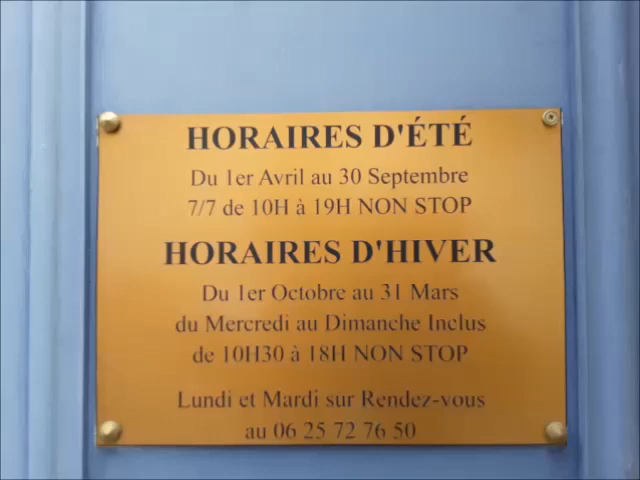 HORAIRES D'ÉTÉ
Du 1er Avril au 30 Septembre
7/7 de 10H à 19H NON STOP
HORAIRES D'HIVER
Du 1er Octobre au 31 Mars
du Mercredi au Dimanche Inclus
de 10H30 à 18H NON STOP
Lundi et Mardi sur Rendez-vous
au 06 25 72 76 50